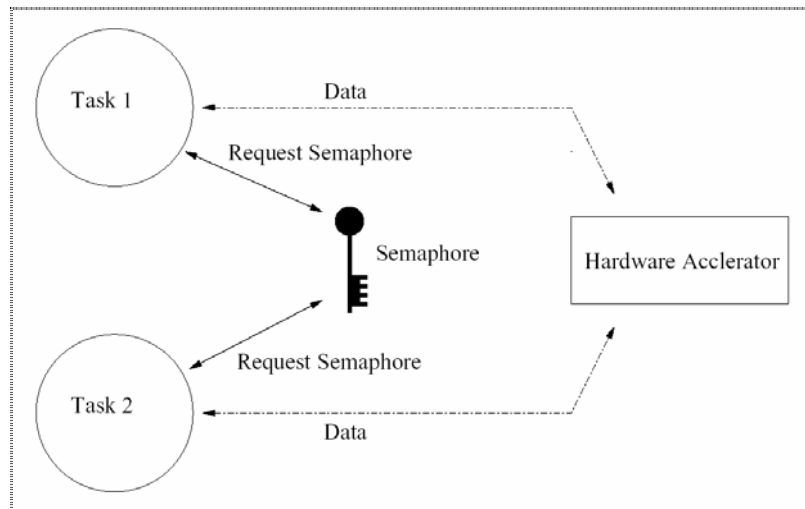 Task 1
Data
Request Semaphore
Semaphore
Hardware Acclerator
Request Semaphore
Task 2
Data